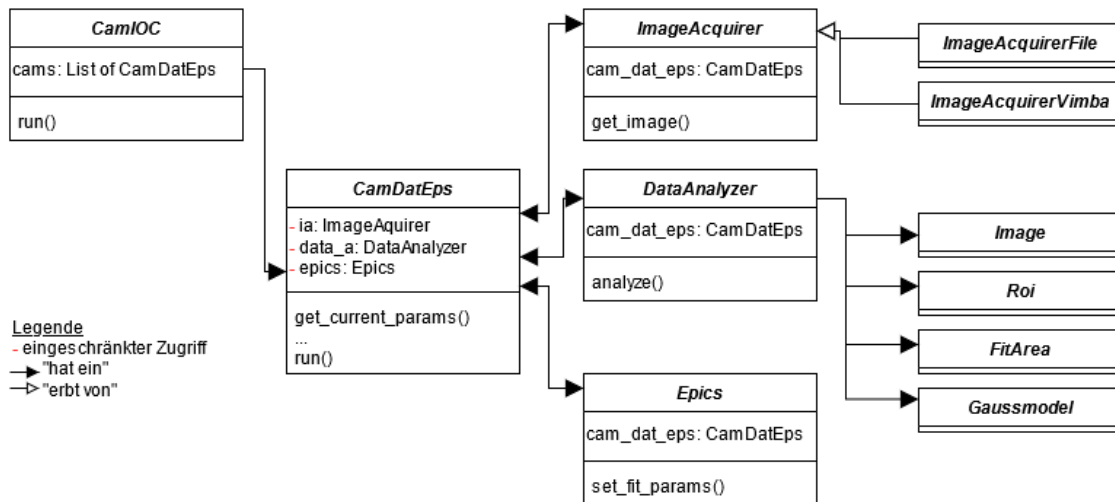 CamIOC
cams: List of CamDatEps
run()
CamDatEps
- ia: ImageAquirer
- data_a: DataAnalyzer
- epics: Epics
get_current_params()
...
run()
ImageAcquirer
cam_dat_eps: CamDatEps
get_image()
DataAnalyzer
cam_dat_eps: CamDatEps
analyze()
Epics
cam_dat_eps: CamDatEps
set_fit_params()
ImageAcquirerFile
ImageAcquirerVimba
Image
Roi
FitArea
Gaussmodel
Legende
- eingeschränkter Zugriff
"hat ein"
"erbt von"